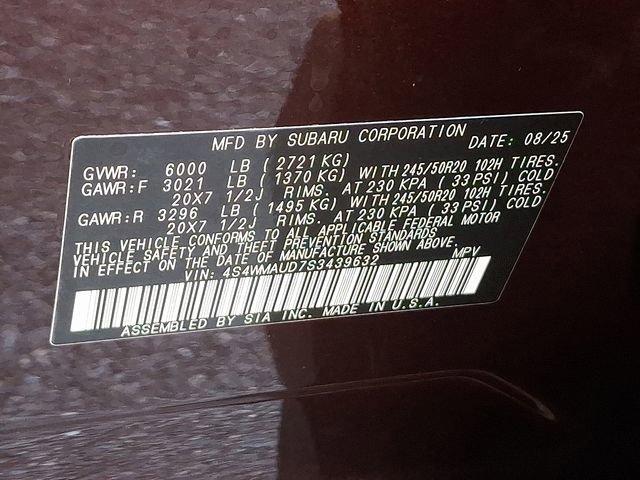 MFD BY SUBARU CORPORATION DATE: 08/25
GVWR: 6000 LB (2721 KG)
GAWR:F 3021 LB (1370 KG) WITH 245/50R20 102H TIRES.
20X7 1/2J RIMS. AT 230 KPA (33 PSI) COLD
GAWR:R 3296 LB (1495 KG) WITH 245/50R20 102H TIRES.
20X7 1/2J RIMS. AT 230 KPA (33 PSI) COLD
THIS VEHICLE CONFORMS TO ALL APPLICABLE FEDERAL MOTOR
VEHICLE SAFETY AND THEFT PREVENTION STANDARDS
IN EFFECT ON THE DATE OF MANUFACTURE SHOWN ABOVE.
VIN: 4S4WMAUD7S3439632 MPV
ASSEMBLED BY SIA INC. MADE IN U.S.A.